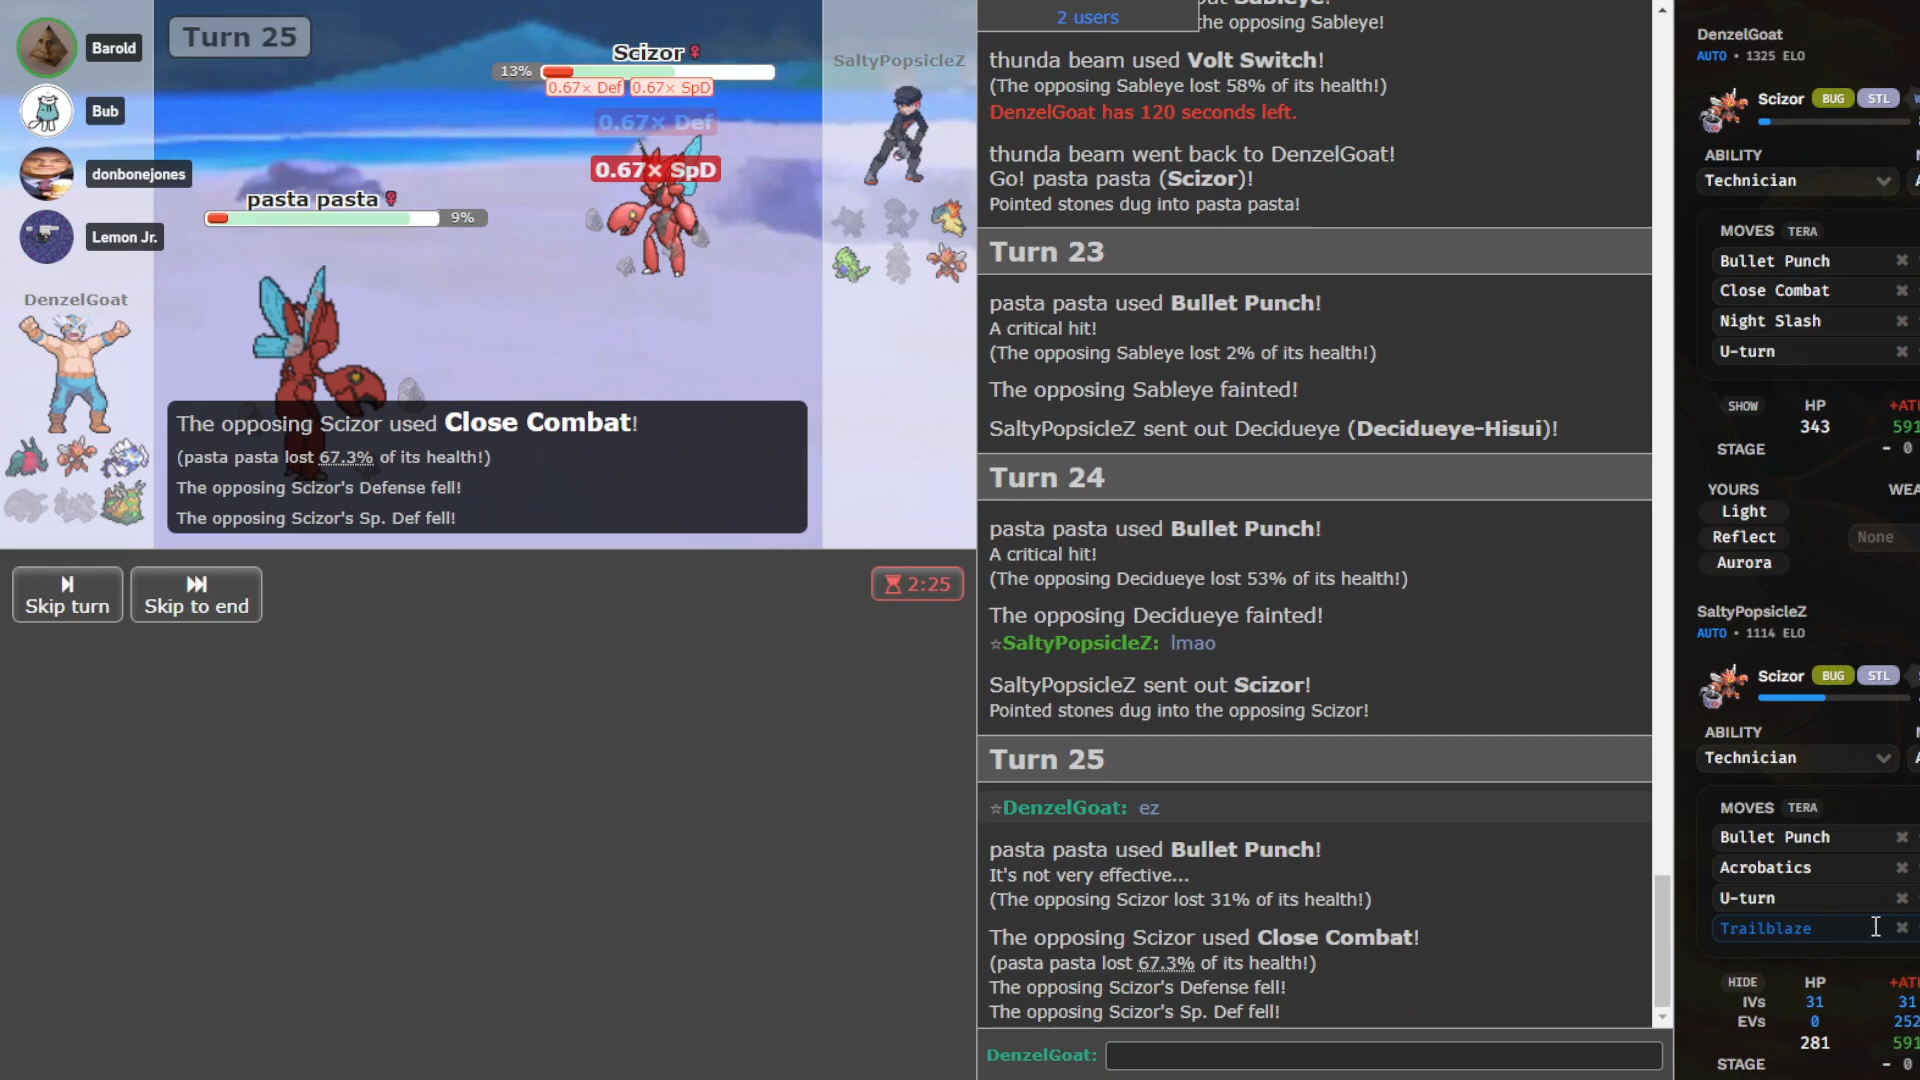 Barold
Bub
donbonejones
Lemon Jr.
DenzelGoat
Turn 25
Scizor
13%
0.67× Def 0.67× SpD
0.67× Def
0.67× SpD
pasta pasta
9%
The opposing Scizor used Close Combat!
(pasta pasta lost 67.3% of its health!)
The opposing Scizor's Defense fell!
The opposing Scizor's Sp. Def fell!
SaltyPopsicleZ
Skip turn
Skip to end
2:25
2 users
Sableye!
the opposing Sableye!
thunda beam used Volt Switch!
(The opposing Sableye lost 58% of its health!)
DenzelGoat has 120 seconds left.
thunda beam went back to DenzelGoat!
Go! pasta pasta (Scizor)!
Pointed stones dug into pasta pasta!
Turn 23
pasta pasta used Bullet Punch!
A critical hit!
(The opposing Sableye lost 2% of its health!)
The opposing Sableye fainted!
SaltyPopsicleZ sent out Decidueye (Decidueye-Hisui)!
Turn 24
pasta pasta used Bullet Punch!
A critical hit!
(The opposing Decidueye lost 53% of its health!)
The opposing Decidueye fainted!
☆SaltyPopsicleZ: lmao
SaltyPopsicleZ sent out Scizor!
Pointed stones dug into the opposing Scizor!
Turn 25
☆DenzelGoat: ez
pasta pasta used Bullet Punch!
It's not very effective...
(The opposing Scizor lost 31% of its health!)
The opposing Scizor used Close Combat!
(pasta pasta lost 67.3% of its health!)
The opposing Scizor's Defense fell!
The opposing Scizor's Sp. Def fell!
DenzelGoat:
DenzelGoat
AUTO • 1325 ELO
Scizor BUG STL
ABILITY
Technician
MOVES TERA
Bullet Punch
Close Combat
Night Slash
U-turn
SHOW HP +AT
343 591
STAGE - 0
YOURS WEA
Light
Reflect None
Aurora
SaltyPopsicleZ
AUTO • 1114 ELO
Scizor BUG STL
ABILITY
Technician
MOVES TERA
Bullet Punch
Acrobatics
U-turn
Trailblaze
HIDE HP +AT
IVs 31 31
EVs 0 252
281 591
STAGE - 0